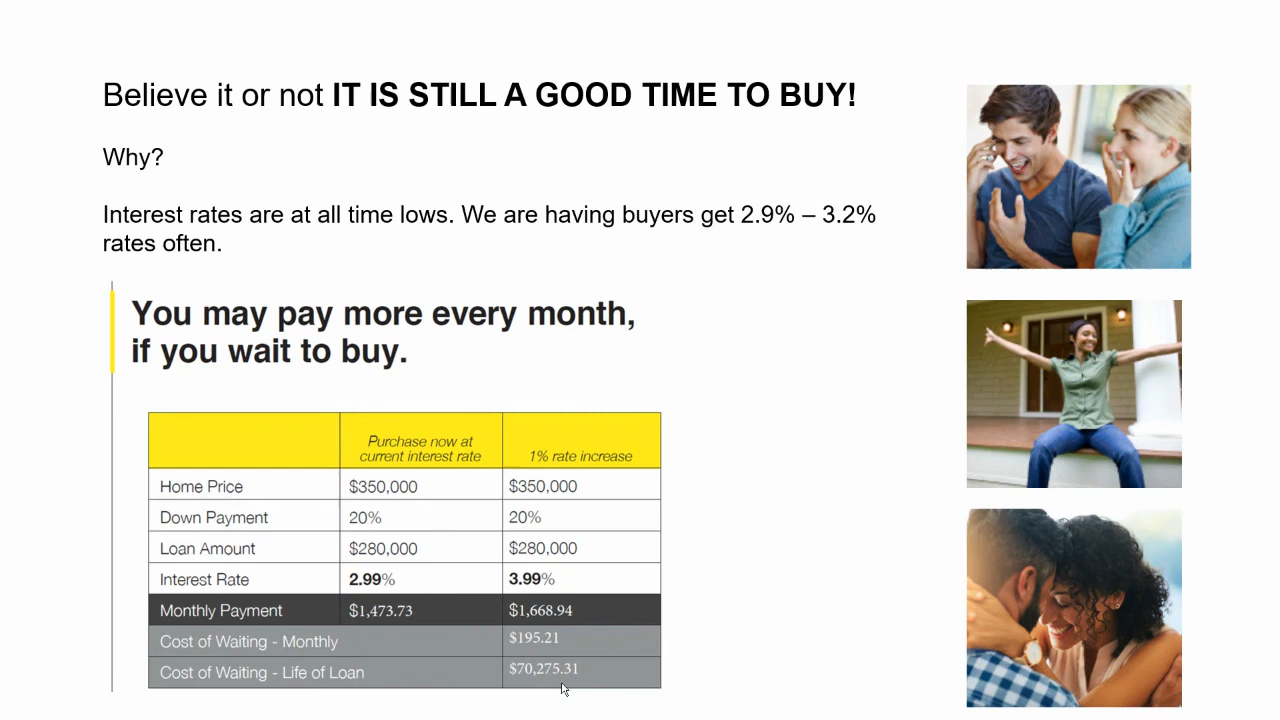 Believe it or not IT IS STILL A GOOD TIME TO BUY!
Why?
Interest rates are at all time lows. We are having buyers get 2.9% – 3.2%
rates often.
You may pay more every month,
if you wait to buy.
Purchase now at
current interest rate
1% rate increase
Home Price $350,000 $350,000
Down Payment 20% 20%
Loan Amount $280,000 $280,000
Interest Rate 2.99% 3.99%
Monthly Payment $1,473.73 $1,668.94
Cost of Waiting - Monthly $195.21
Cost of Waiting - Life of Loan $70,275.31